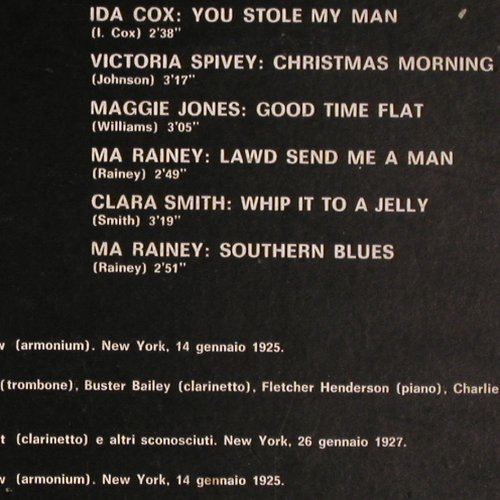 IDA COX: YOU STOLE MY MAN
(I. Cox) 2'38"
VICTORIA SPIVEY: CHRISTMAS MORNING
(Johnson) 3'17"
MAGGIE JONES: GOOD TIME FLAT
(Williams) 3'05"
MA RAINEY: LAWD SEND ME A MAN
(Rainey) 2'49"
CLARA SMITH: WHIP IT TO A JELLY
(Smith) 3'19"
MA RAINEY: SOUTHERN BLUES
(Rainey) 2'51"
(armonium). New York, 14 gennaio 1925.
(trombone), Buster Bailey (clarinetto), Fletcher Henderson (piano), Charlie
(clarinetto) e altri sconosciuti. New York, 26 gennaio 1927.
(armonium). New York, 14 gennaio 1925.